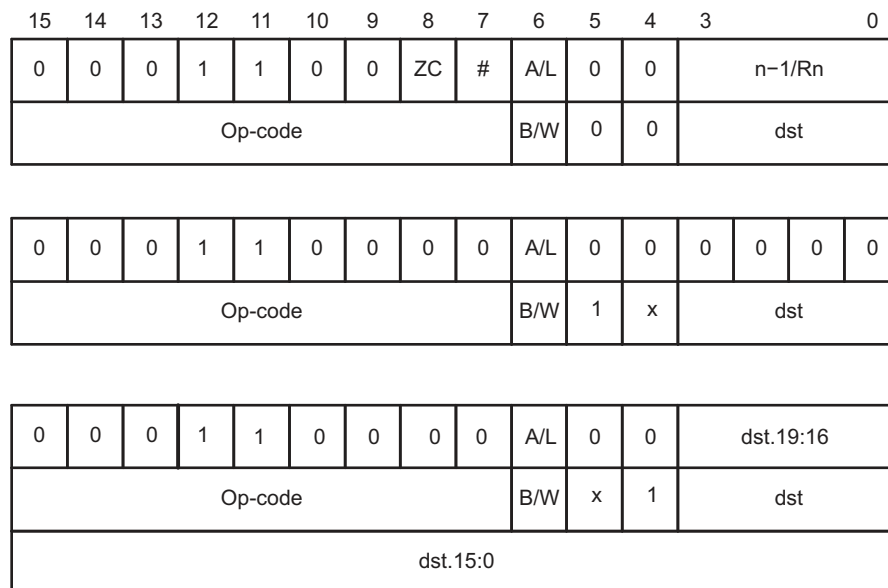 15 14 13 12 11 10 9 8 7 6 5 4 3 0
0 0 0 1 1 0 0 ZC # A/L 0 0 n−1/Rn
Op-code B/W 0 0 dst
0 0 0 1 1 0 0 0 0 A/L 0 0 0 0 0 0
Op-code B/W 1 x dst
0 0 0 1 1 0 0 0 0 A/L 0 0 dst.19:16
Op-code B/W x 1 dst
dst.15:0